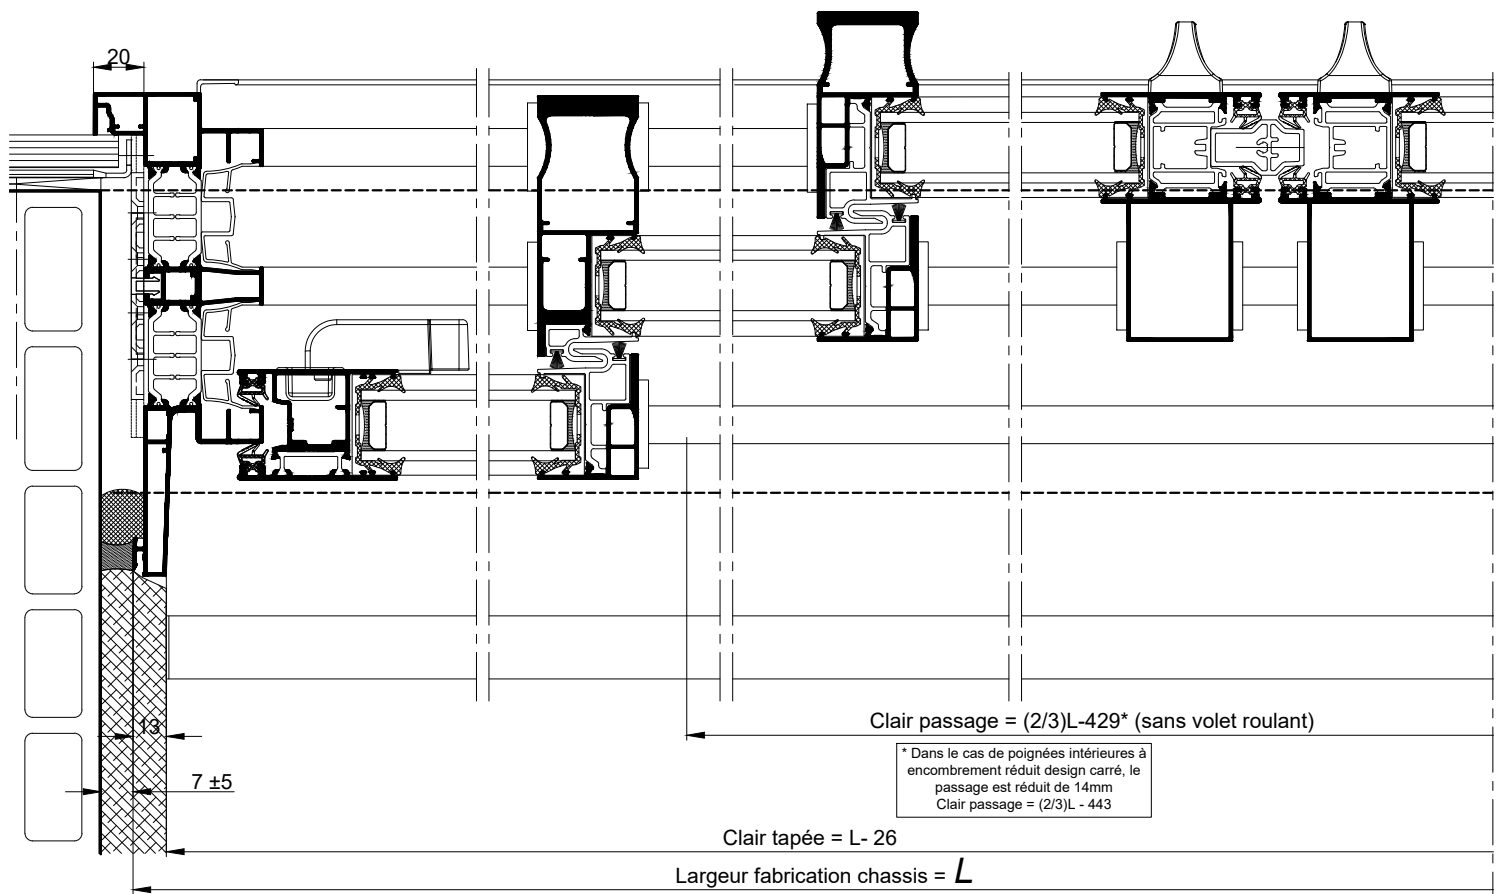 20
Clair passage = (2/3)L-429* (sans volet roulant)
13
* Dans le cas de poignées intérieures à
encombrement réduit design carré, le
passage est réduit de 14mm
Clair passage = (2/3)L - 443
7 ±5
Clair tapée = L- 26
Largeur fabrication chassis = L